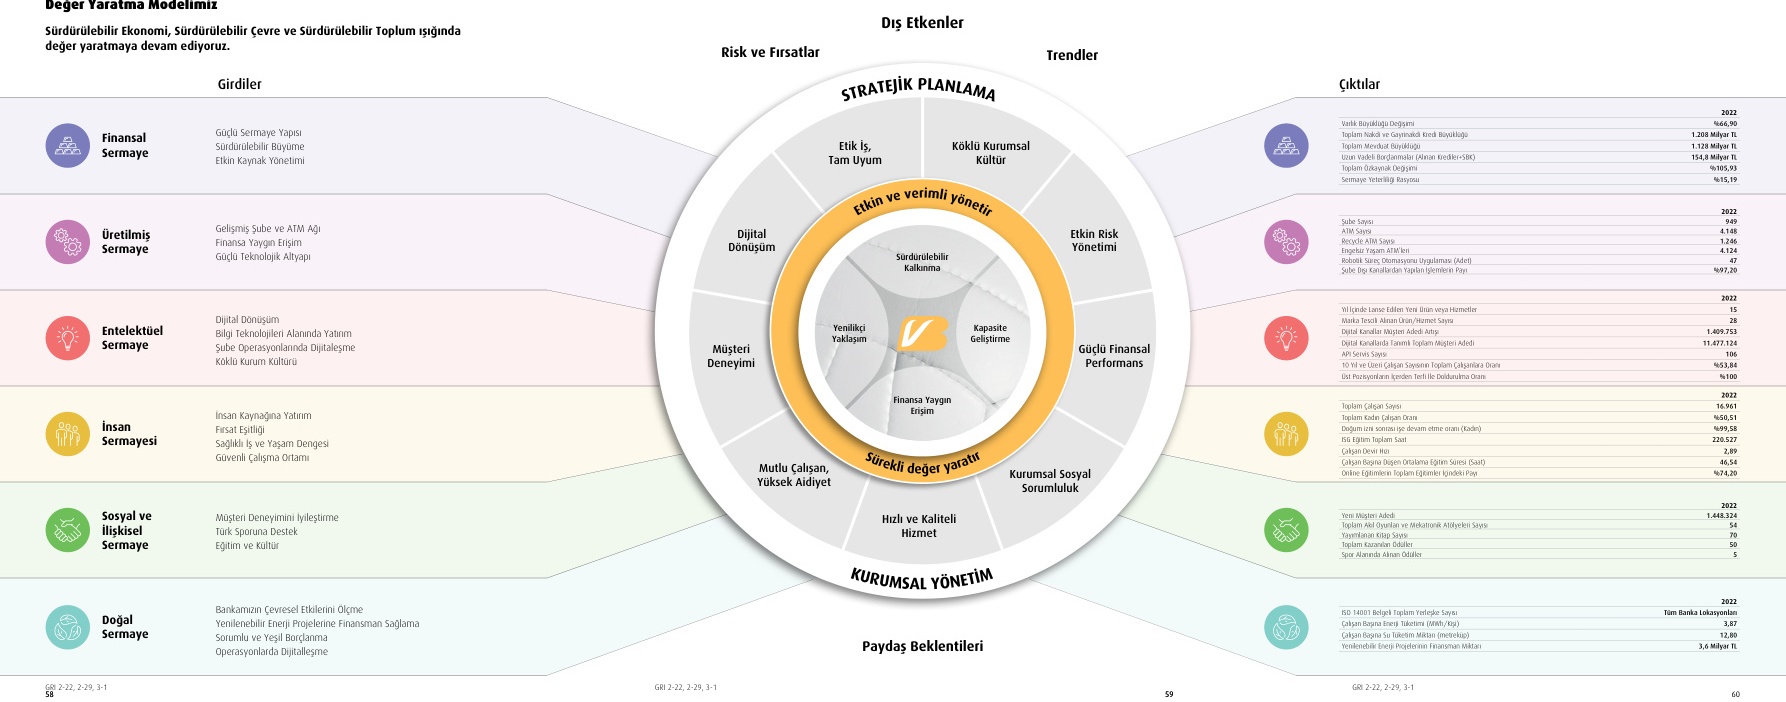 Değer Yaratma Modelimiz
Sürdürülebilir Ekonomi, Sürdürülebilir Çevre ve Sürdürülebilir Toplum ışığında
değer yaratmaya devam ediyoruz.
Girdiler
Finansal
Sermaye
Güçlü Sermaye Yapısı
Sürdürülebilir Büyüme
Etkin Kaynak Yönetimi
Üretilmiş
Sermaye
Gelişmiş Şube ve ATM Ağı
Finansa Yaygın Erişim
Güçlü Teknolojik Altyapı
Entelektüel
Sermaye
Dijital Dönüşüm
Bilgi Teknolojileri Alanında Yatırım
Şube Operasyonlarında Dijitaleşme
Köklü Kurum Kültürü
İnsan
Sermayesi
İnsan Kaynağına Yatırım
Fırsat Eşitliği
Sağlıklı İş ve Yaşam Dengesi
Güvenli Çalışma Ortamı
Sosyal ve
İlişkisel
Sermaye
Müşteri Deneyimini İyileştirme
Türk Sporuna Destek
Eğitim ve Kültür
Doğal
Sermaye
Bankamızın Çevresel Etkilerini Ölçme
Yenilenebilir Enerji Projelerine Finansman Sağlama
Sorumlu ve Yeşil Borçlanma
Operasyonlarda Dijitalleşme
GRI 2-22, 2-29, 3-1
58
Dış Etkenler
Risk ve Fırsatlar
Trendler
STRATEJİK PLANLAMA
Etik İş,
Tam Uyum
Köklü Kurumsal
Kültür
Dijital
Dönüşüm
Etkin Risk
Yönetimi
Müşteri
Deneyimi
Güçlü Finansal
Performans
Mutlu Çalışan,
Yüksek Aidiyet
Kurumsal Sosyal
Sorumluluk
Hızlı ve Kaliteli
Hizmet
Etkin ve verimli yönetir
Sürdürülebilir
Kalkınma
Yenilikçi
Yaklaşım
Kapasite
Geliştirme
Finansa Yaygın
Erişim
Sürekli değer yaratır
KURUMSAL YÖNETİM
Paydaş Beklentileri
GRI 2-22, 2-29, 3-1
59
Çıktılar
2022
Varlık Büyüklüğü Değişimi %66,90
Toplam Nakdi ve Gayrinakdi Kredi Büyüklüğü 1.208 Milyar TL
Toplam Mevduat Büyüklüğü 1.128 Milyar TL
Uzun Vadeli Borçlanmalar (Alınan Krediler+SBK) 154,8 Milyar TL
Toplam Özkaynak Değişimi %105,93
Sermaye Yeterliliği Rasyosu %15,19
2022
Şube Sayısı 949
ATM Sayısı 4.148
Recycle ATM Sayısı 1.246
Engelsiz Yaşam ATM'leri 4.124
Robotik Süreç Otomasyonu Uygulaması (Adet) 47
Şube Dışı Kanallardan Yapılan İşlemlerin Payı %97,20
2022
Yıl İçinde Lanse Edilen Yeni Ürün veya Hizmetler 15
Marka Tescili Alınan Ürün/Hizmet Sayısı 28
Dijital Kanallar Müşteri Adedi Artışı 1.409.753
Dijital Kanallarda Tanımlı Toplam Müşteri Adedi 11.477.124
API Servis Sayısı 106
10 Yıl ve Üzeri Çalışan Sayısının Toplam Çalışanlara Oranı %53,84
Üst Pozisyonların İçerden Terfi İle Doldurulma Oranı %100
2022
Toplam Çalışan Sayısı 16.961
Toplam Kadın Çalışan Oranı %50,51
Doğum izni sonrası işe devam etme oranı (Kadın) %99,58
ISG Eğitim Toplam Saat 220.527
Çalışan Devir Hızı 2,89
Çalışan Başına Düşen Ortalama Eğitim Süresi (Saat) 46,54
Online Eğitimlerin Toplam Eğitimler İçindeki Payı %74,20
2022
Yeni Müşteri Adedi 1.448.324
Toplam Akıl Oyunları ve Mekatronik Atölyeleri Sayısı 54
Yayımlanan Kitap Sayısı 70
Toplam Kazanılan Ödüller 50
Spor Alanında Alınan Ödüller 5
2022
ISO 14001 Belgeli Toplam Yerleşke Sayısı Tüm Banka Lokasyonları
Çalışan Başına Enerji Tüketimi (MWh/Kişi) 3,87
Çalışan Başına Su Tüketim Miktarı (metreküp) 12,80
Yenilenebilir Enerji Projelerinin Finansman Miktarı 3,6 Milyar TL
GRI 2-22, 2-29, 3-1
60